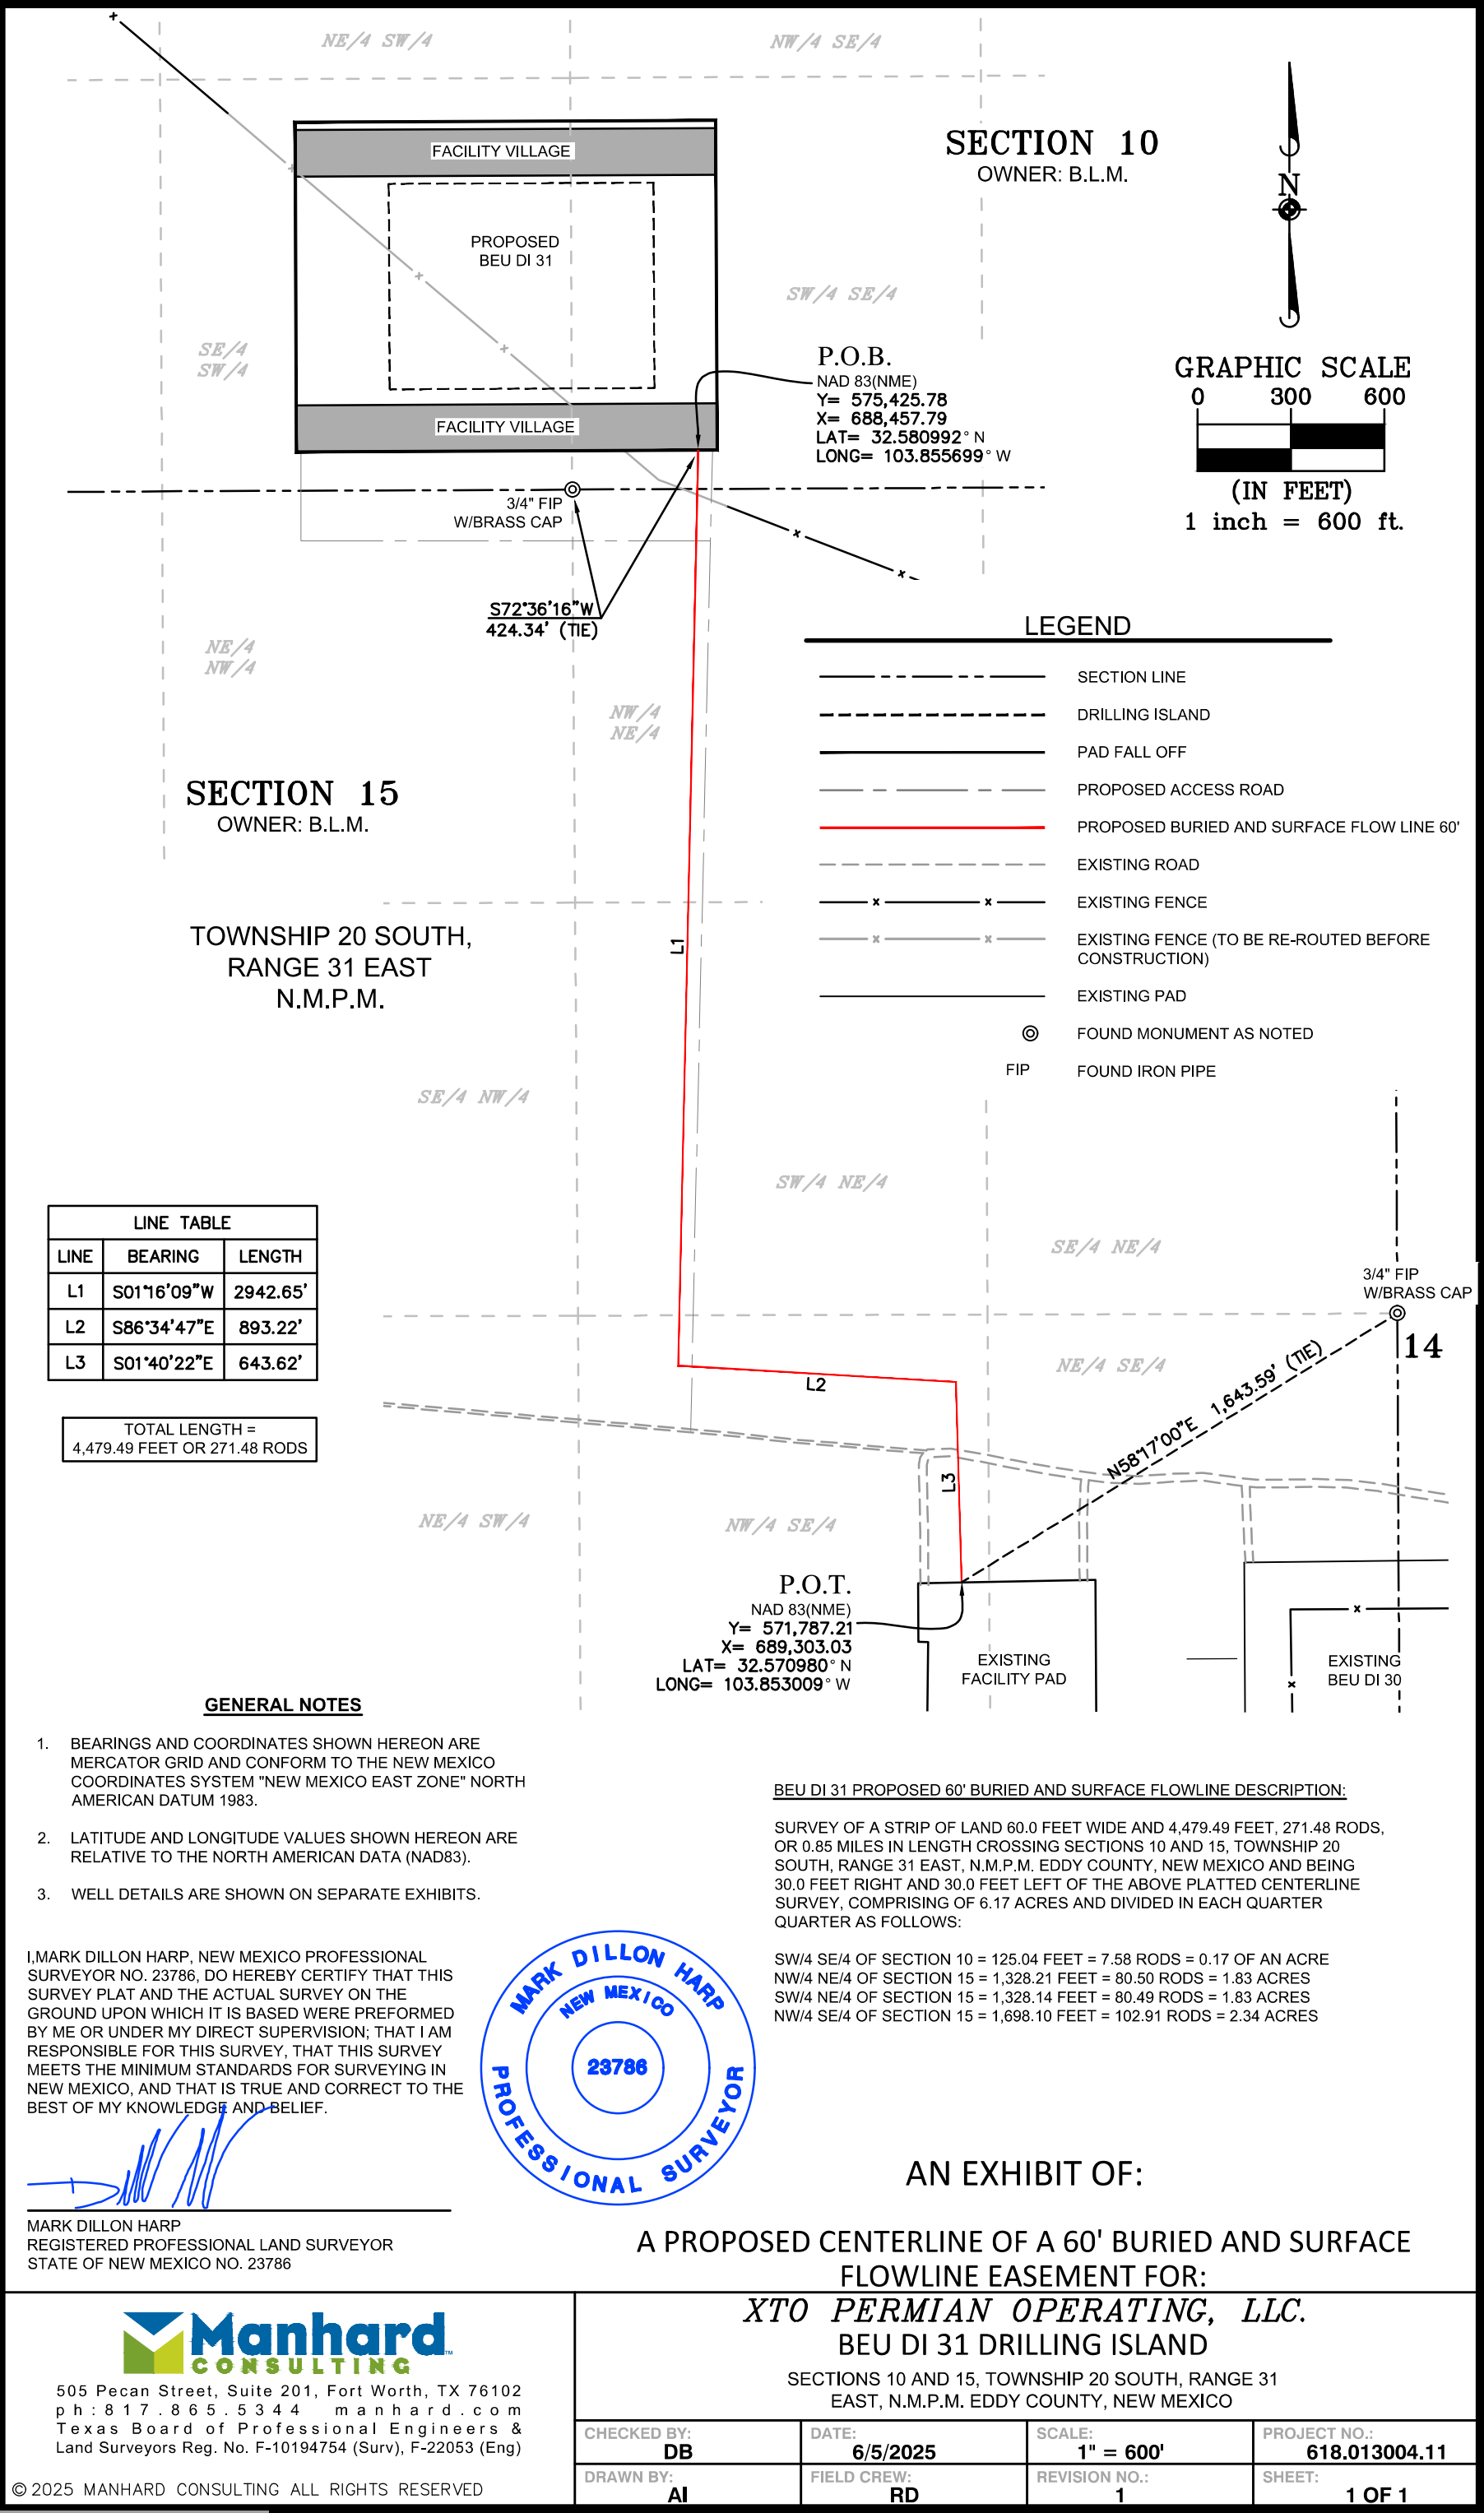 NE/4 SW/4
NW/4 SE/4
SECTION 10
OWNER: B.L.M.
FACILITY VILLAGE
PROPOSED
BEU DI 31
N
SW/4 SE/4
SE/4
SW/4
P.O.B.
NAD 83(NME)
Y= 575,425.78
X= 688,457.79
LAT= 32.580992° N
LONG= 103.855699° W
GRAPHIC SCALE
0 300 600
(IN FEET)
1 inch = 600 ft.
FACILITY VILLAGE
3/4" FIP
W/BRASS CAP
S72°36'16"W
424.34' (TIE)
NE/4
NW/4
NW/4
NE/4
LEGEND
SECTION LINE
DRILLING ISLAND
PAD FALL OFF
PROPOSED ACCESS ROAD
PROPOSED BURIED AND SURFACE FLOW LINE 60'
EXISTING ROAD
EXISTING FENCE
EXISTING FENCE (TO BE RE-ROUTED BEFORE
CONSTRUCTION)
EXISTING PAD
FOUND MONUMENT AS NOTED
FIP FOUND IRON PIPE
SECTION 15
OWNER: B.L.M.
TOWNSHIP 20 SOUTH,
RANGE 31 EAST
N.M.P.M.
L1
SE/4 NW/4
SW/4 NE/4
SE/4 NE/4
LINE TABLE
LINE BEARING LENGTH
L1 S01°16'09"W 2942.65'
L2 S86°34'47"E 893.22'
L3 S01°40'22"E 643.62'
TOTAL LENGTH =
4,479.49 FEET OR 271.48 RODS
3/4" FIP
W/BRASS CAP
14
L2
NE/4 SE/4
N58°17'00"E 1,643.59' (TIE)
L3
NE/4 SW/4
NW/4 SE/4
P.O.T.
NAD 83(NME)
Y= 571,787.21
X= 689,303.03
LAT= 32.570980° N
LONG= 103.853009° W
EXISTING
FACILITY PAD
EXISTING
BEU DI 30
GENERAL NOTES
1. BEARINGS AND COORDINATES SHOWN HEREON ARE
MERCATOR GRID AND CONFORM TO THE NEW MEXICO
COORDINATES SYSTEM "NEW MEXICO EAST ZONE" NORTH
AMERICAN DATUM 1983.
2. LATITUDE AND LONGITUDE VALUES SHOWN HEREON ARE
RELATIVE TO THE NORTH AMERICAN DATA (NAD83).
3. WELL DETAILS ARE SHOWN ON SEPARATE EXHIBITS.
BEU DI 31 PROPOSED 60' BURIED AND SURFACE FLOWLINE DESCRIPTION:
SURVEY OF A STRIP OF LAND 60.0 FEET WIDE AND 4,479.49 FEET, 271.48 RODS,
OR 0.85 MILES IN LENGTH CROSSING SECTIONS 10 AND 15, TOWNSHIP 20
SOUTH, RANGE 31 EAST, N.M.P.M. EDDY COUNTY, NEW MEXICO AND BEING
30.0 FEET RIGHT AND 30.0 FEET LEFT OF THE ABOVE PLATTED CENTERLINE
SURVEY, COMPRISING OF 6.17 ACRES AND DIVIDED IN EACH QUARTER
QUARTER AS FOLLOWS:
SW/4 SE/4 OF SECTION 10 = 125.04 FEET = 7.58 RODS = 0.17 OF AN ACRE
NW/4 NE/4 OF SECTION 15 = 1,328.21 FEET = 80.50 RODS = 1.83 ACRES
SW/4 NE/4 OF SECTION 15 = 1,328.14 FEET = 80.49 RODS = 1.83 ACRES
NW/4 SE/4 OF SECTION 15 = 1,698.10 FEET = 102.91 RODS = 2.34 ACRES
I,MARK DILLON HARP, NEW MEXICO PROFESSIONAL
SURVEYOR NO. 23786, DO HEREBY CERTIFY THAT THIS
SURVEY PLAT AND THE ACTUAL SURVEY ON THE
GROUND UPON WHICH IT IS BASED WERE PREFORMED
BY ME OR UNDER MY DIRECT SUPERVISION; THAT I AM
RESPONSIBLE FOR THIS SURVEY, THAT THIS SURVEY
MEETS THE MINIMUM STANDARDS FOR SURVEYING IN
NEW MEXICO, AND THAT IS TRUE AND CORRECT TO THE
BEST OF MY KNOWLEDGE AND BELIEF.
MARK DILLON HARP
NEW MEXICO
23786
PROFESSIONAL SURVEYOR
MARK DILLON HARP
REGISTERED PROFESSIONAL LAND SURVEYOR
STATE OF NEW MEXICO NO. 23786
AN EXHIBIT OF:
A PROPOSED CENTERLINE OF A 60' BURIED AND SURFACE
FLOWLINE EASEMENT FOR:
XTO PERMIAN OPERATING, LLC.
BEU DI 31 DRILLING ISLAND
SECTIONS 10 AND 15, TOWNSHIP 20 SOUTH, RANGE 31
EAST, N.M.P.M. EDDY COUNTY, NEW MEXICO
Manhard™
CONSULTING
505 Pecan Street, Suite 201, Fort Worth, TX 76102
ph:817.865.5344 manhard.com
Texas Board of Professional Engineers &
Land Surveyors Reg. No. F-10194754 (Surv), F-22053 (Eng)
© 2025 MANHARD CONSULTING ALL RIGHTS RESERVED
CHECKED BY: DATE: SCALE: PROJECT NO.:
DB 6/5/2025 1" = 600' 618.013004.11
DRAWN BY: FIELD CREW: REVISION NO.: SHEET:
AI RD 1 1 OF 1